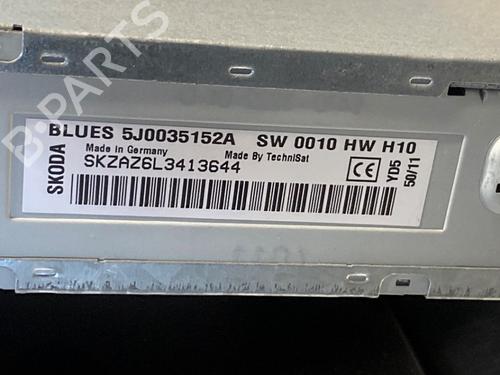 B-PARTS
SKODA
BLUES 5J0035152A SW 0010 HW H10
Made in Germany
Made By TechniSat
SKZAZ6L3413644
CE
YD5
50/11